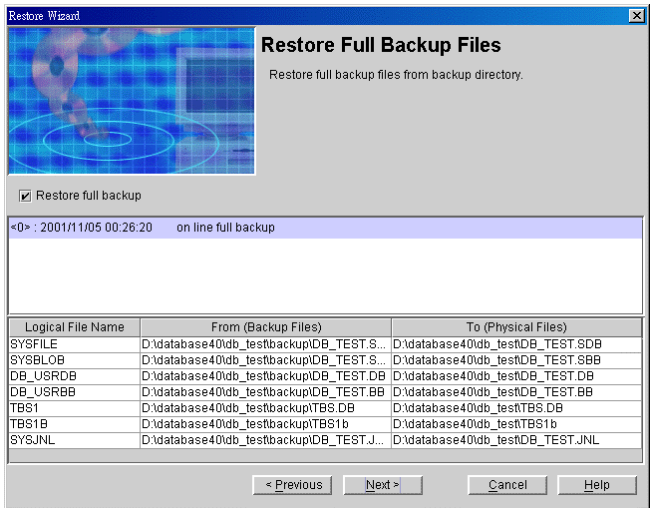 Restore Wizard
Restore Full Backup Files
Restore full backup files from backup directory.
Restore full backup
<0> : 2001/11/05 00:26:20 on line full backup
Logical File Name From (Backup Files) To (Physical Files)
SYSFILE D:\database40\db_test\backup\DB_TEST.S... D:\database40\db_test\DB_TEST.SDB
SYSBLOB D:\database40\db_test\backup\DB_TEST.S... D:\database40\db_test\DB_TEST.SBB
DB_USRDB D:\database40\db_test\backup\DB_TEST.DB D:\database40\db_test\DB_TEST.DB
DB_USRBB D:\database40\db_test\backup\DB_TEST.BB D:\database40\db_test\DB_TEST.BB
TBS1 D:\database40\db_test\backup\TBS.DB D:\database40\db_test\TBS.DB
TBS1B D:\database40\db_test\backup\TBS1b D:\database40\db_test\TBS1b
SYSJNL D:\database40\db_test\backup\DB_TEST.J... D:\database40\db_test\DB_TEST.JNL
< Previous Next > Cancel Help